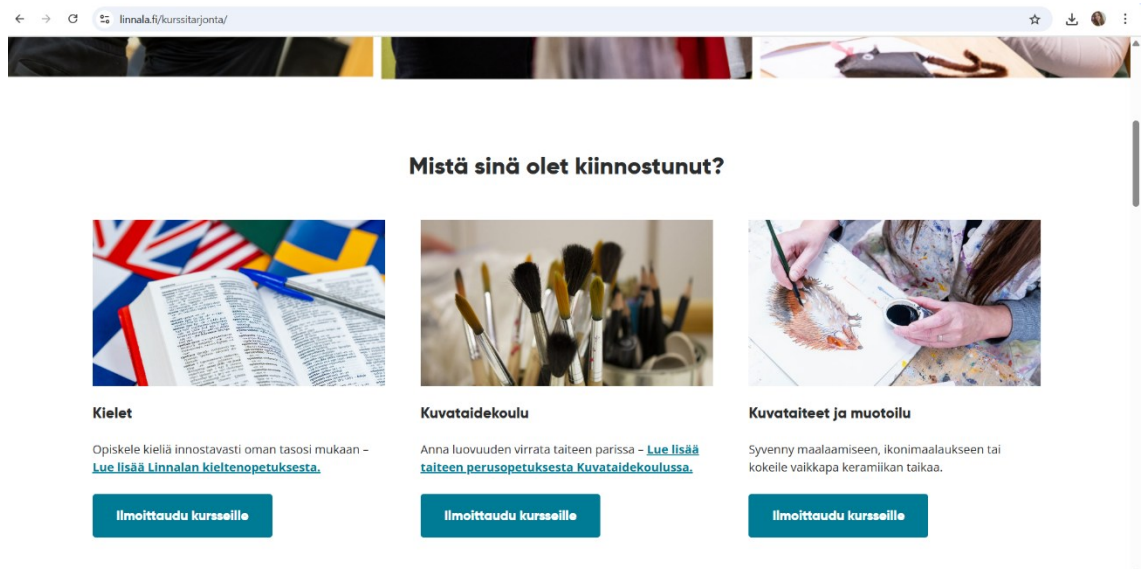 linnala.fi/kurssitarjonta/
Mistä sinä olet kiinnostunut?
Kielet
Opiskele kieliä innostavasti oman tasosi mukaan –
Lue lisää Linnalan kieltenopetuksesta.
Ilmoittaudu kursseille
Kuvataidekoulu
Anna luovuuden virrata taiteen parissa – Lue lisää
taiteen perusopetuksesta Kuvataidekoulussa.
Ilmoittaudu kursseille
Kuvataiteet ja muotoilu
Syvenny maalaamiseen, ikonimaalaukseen tai
kokeile vaikkapa keramiikan taikaa.
Ilmoittaudu kursseille